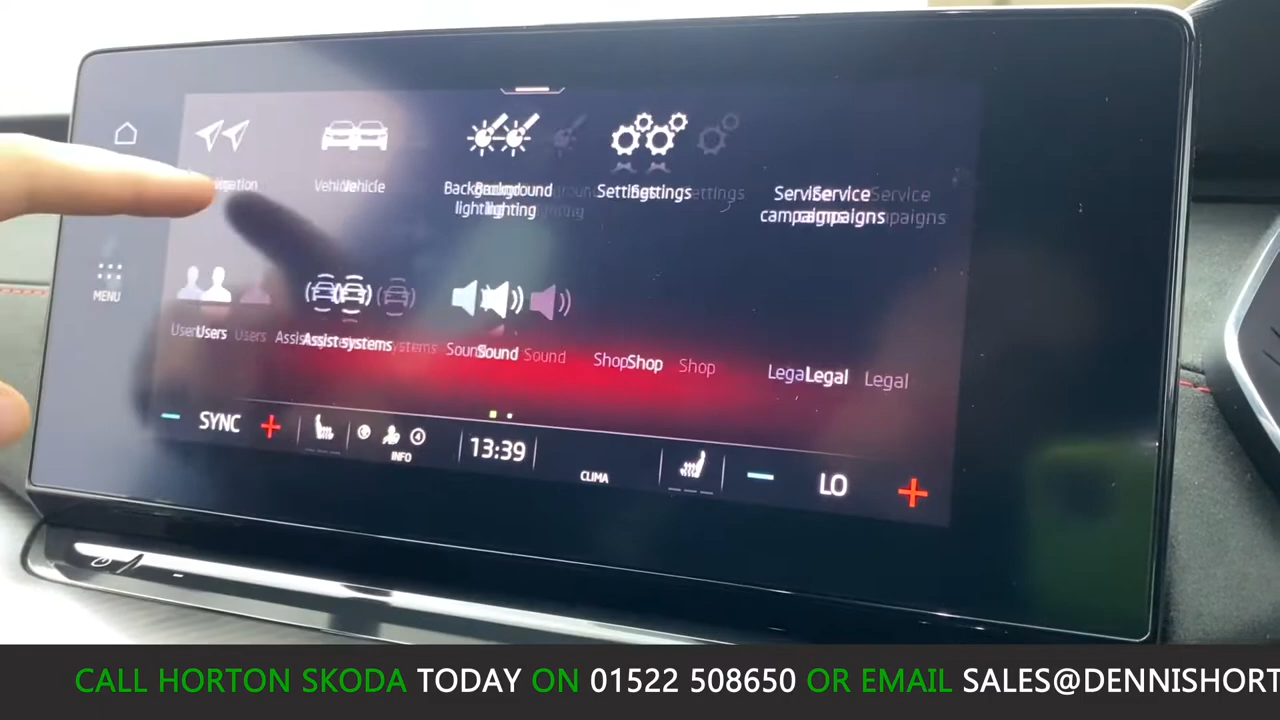 Navigation
Vehicle
Background
lighting
Settings
Service
campaigns
MENU
Users
Assist systems
Sound
Shop
Legal
SYNC
INFO
13:39
CLIMA
LO
CALL HORTON SKODA TODAY ON 01522 508650 OR EMAIL SALES@DENNISHORT